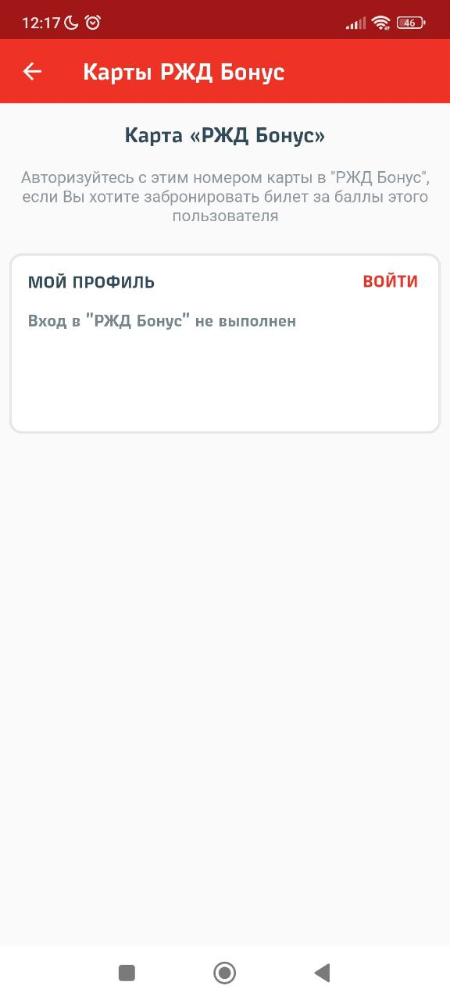 12:17
46
Карты РЖД Бонус
Карта «РЖД Бонус»
Авторизуйтесь с этим номером карты в "РЖД Бонус",
если Вы хотите забронировать билет за баллы этого
пользователя
МОЙ ПРОФИЛЬ
ВОЙТИ
Вход в "РЖД Бонус" не выполнен